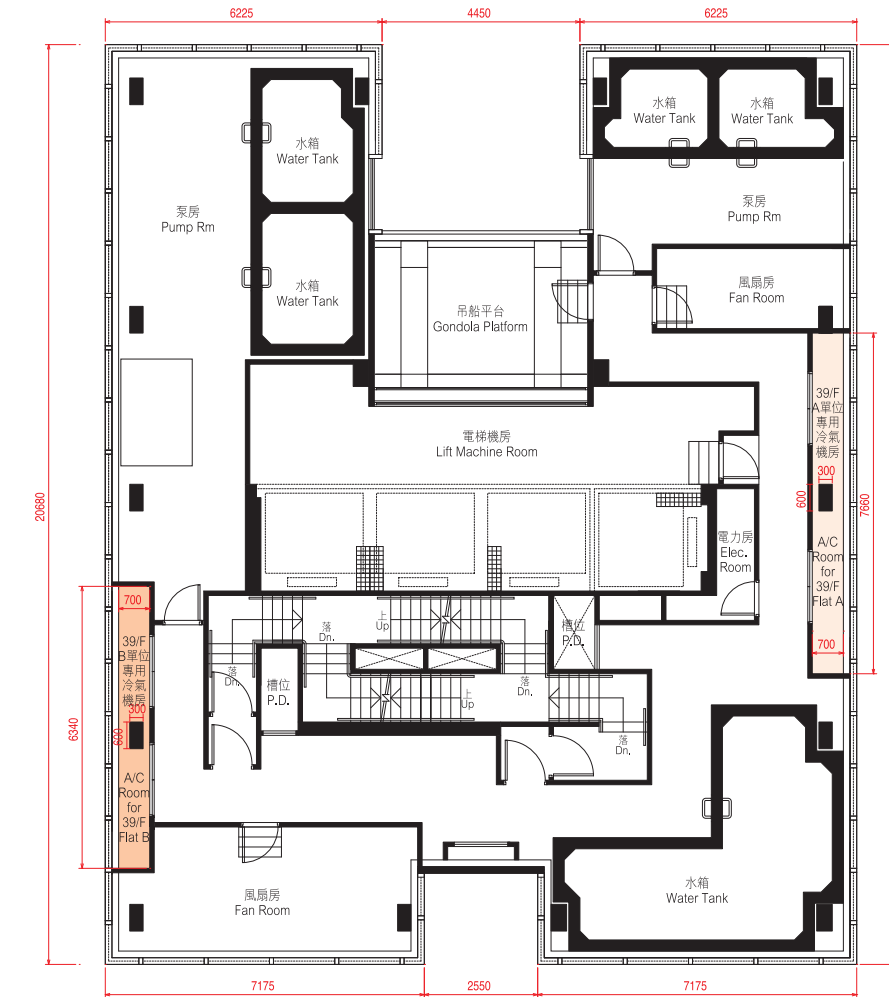 6225
4450
6225
水箱
Water Tank
水箱
Water Tank
水箱
Water Tank
泵房
Pump Rm
泵房
Pump Rm
水箱
Water Tank
風扇房
Fan Room
吊船平台
Gondola Platform
39/F
A單位
專用
冷氣
機房
電梯機房
Lift Machine Room
300
600
7660
20680
電力房
Elec.
Room
A/C
Room
for
39/F
Flat A
700
700
上
Up
落
Dn.
槽位
P.D.
39/F
B單位
專用
冷氣
機房
落
Dn.
槽位
P.D.
落
Dn.
上
Up
300
600
6340
落
Dn.
A/C
Room
for
39/F
Flat B
水箱
Water Tank
風扇房
Fan Room
7175
2550
7175